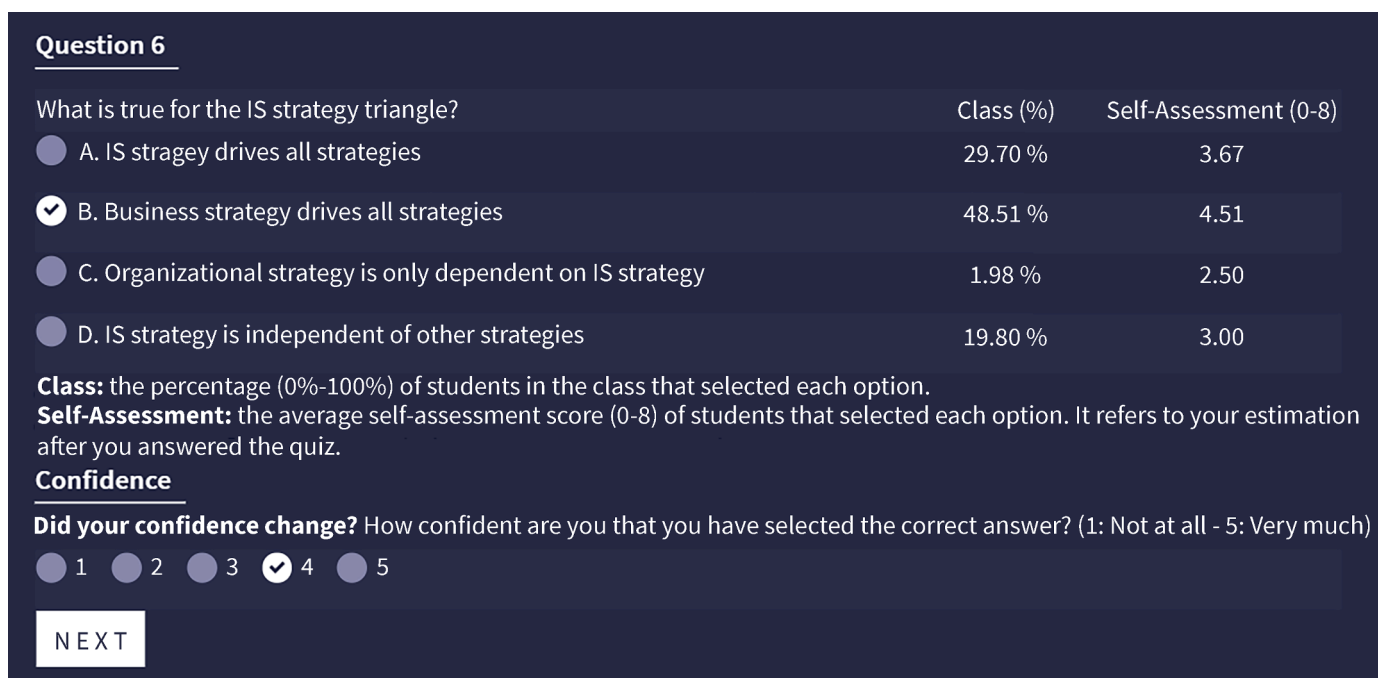 Question 6
What is true for the IS strategy triangle? Class (%) Self-Assessment (0-8)
A. IS stragey drives all strategies 29.70 % 3.67
B. Business strategy drives all strategies 48.51 % 4.51
C. Organizational strategy is only dependent on IS strategy 1.98 % 2.50
D. IS strategy is independent of other strategies 19.80 % 3.00
Class: the percentage (0%-100%) of students in the class that selected each option.
Self-Assessment: the average self-assessment score (0-8) of students that selected each option. It refers to your estimation
after you answered the quiz.
Confidence
Did your confidence change? How confident are you that you have selected the correct answer? (1: Not at all - 5: Very much)
1 2 3 4 5
NEXT